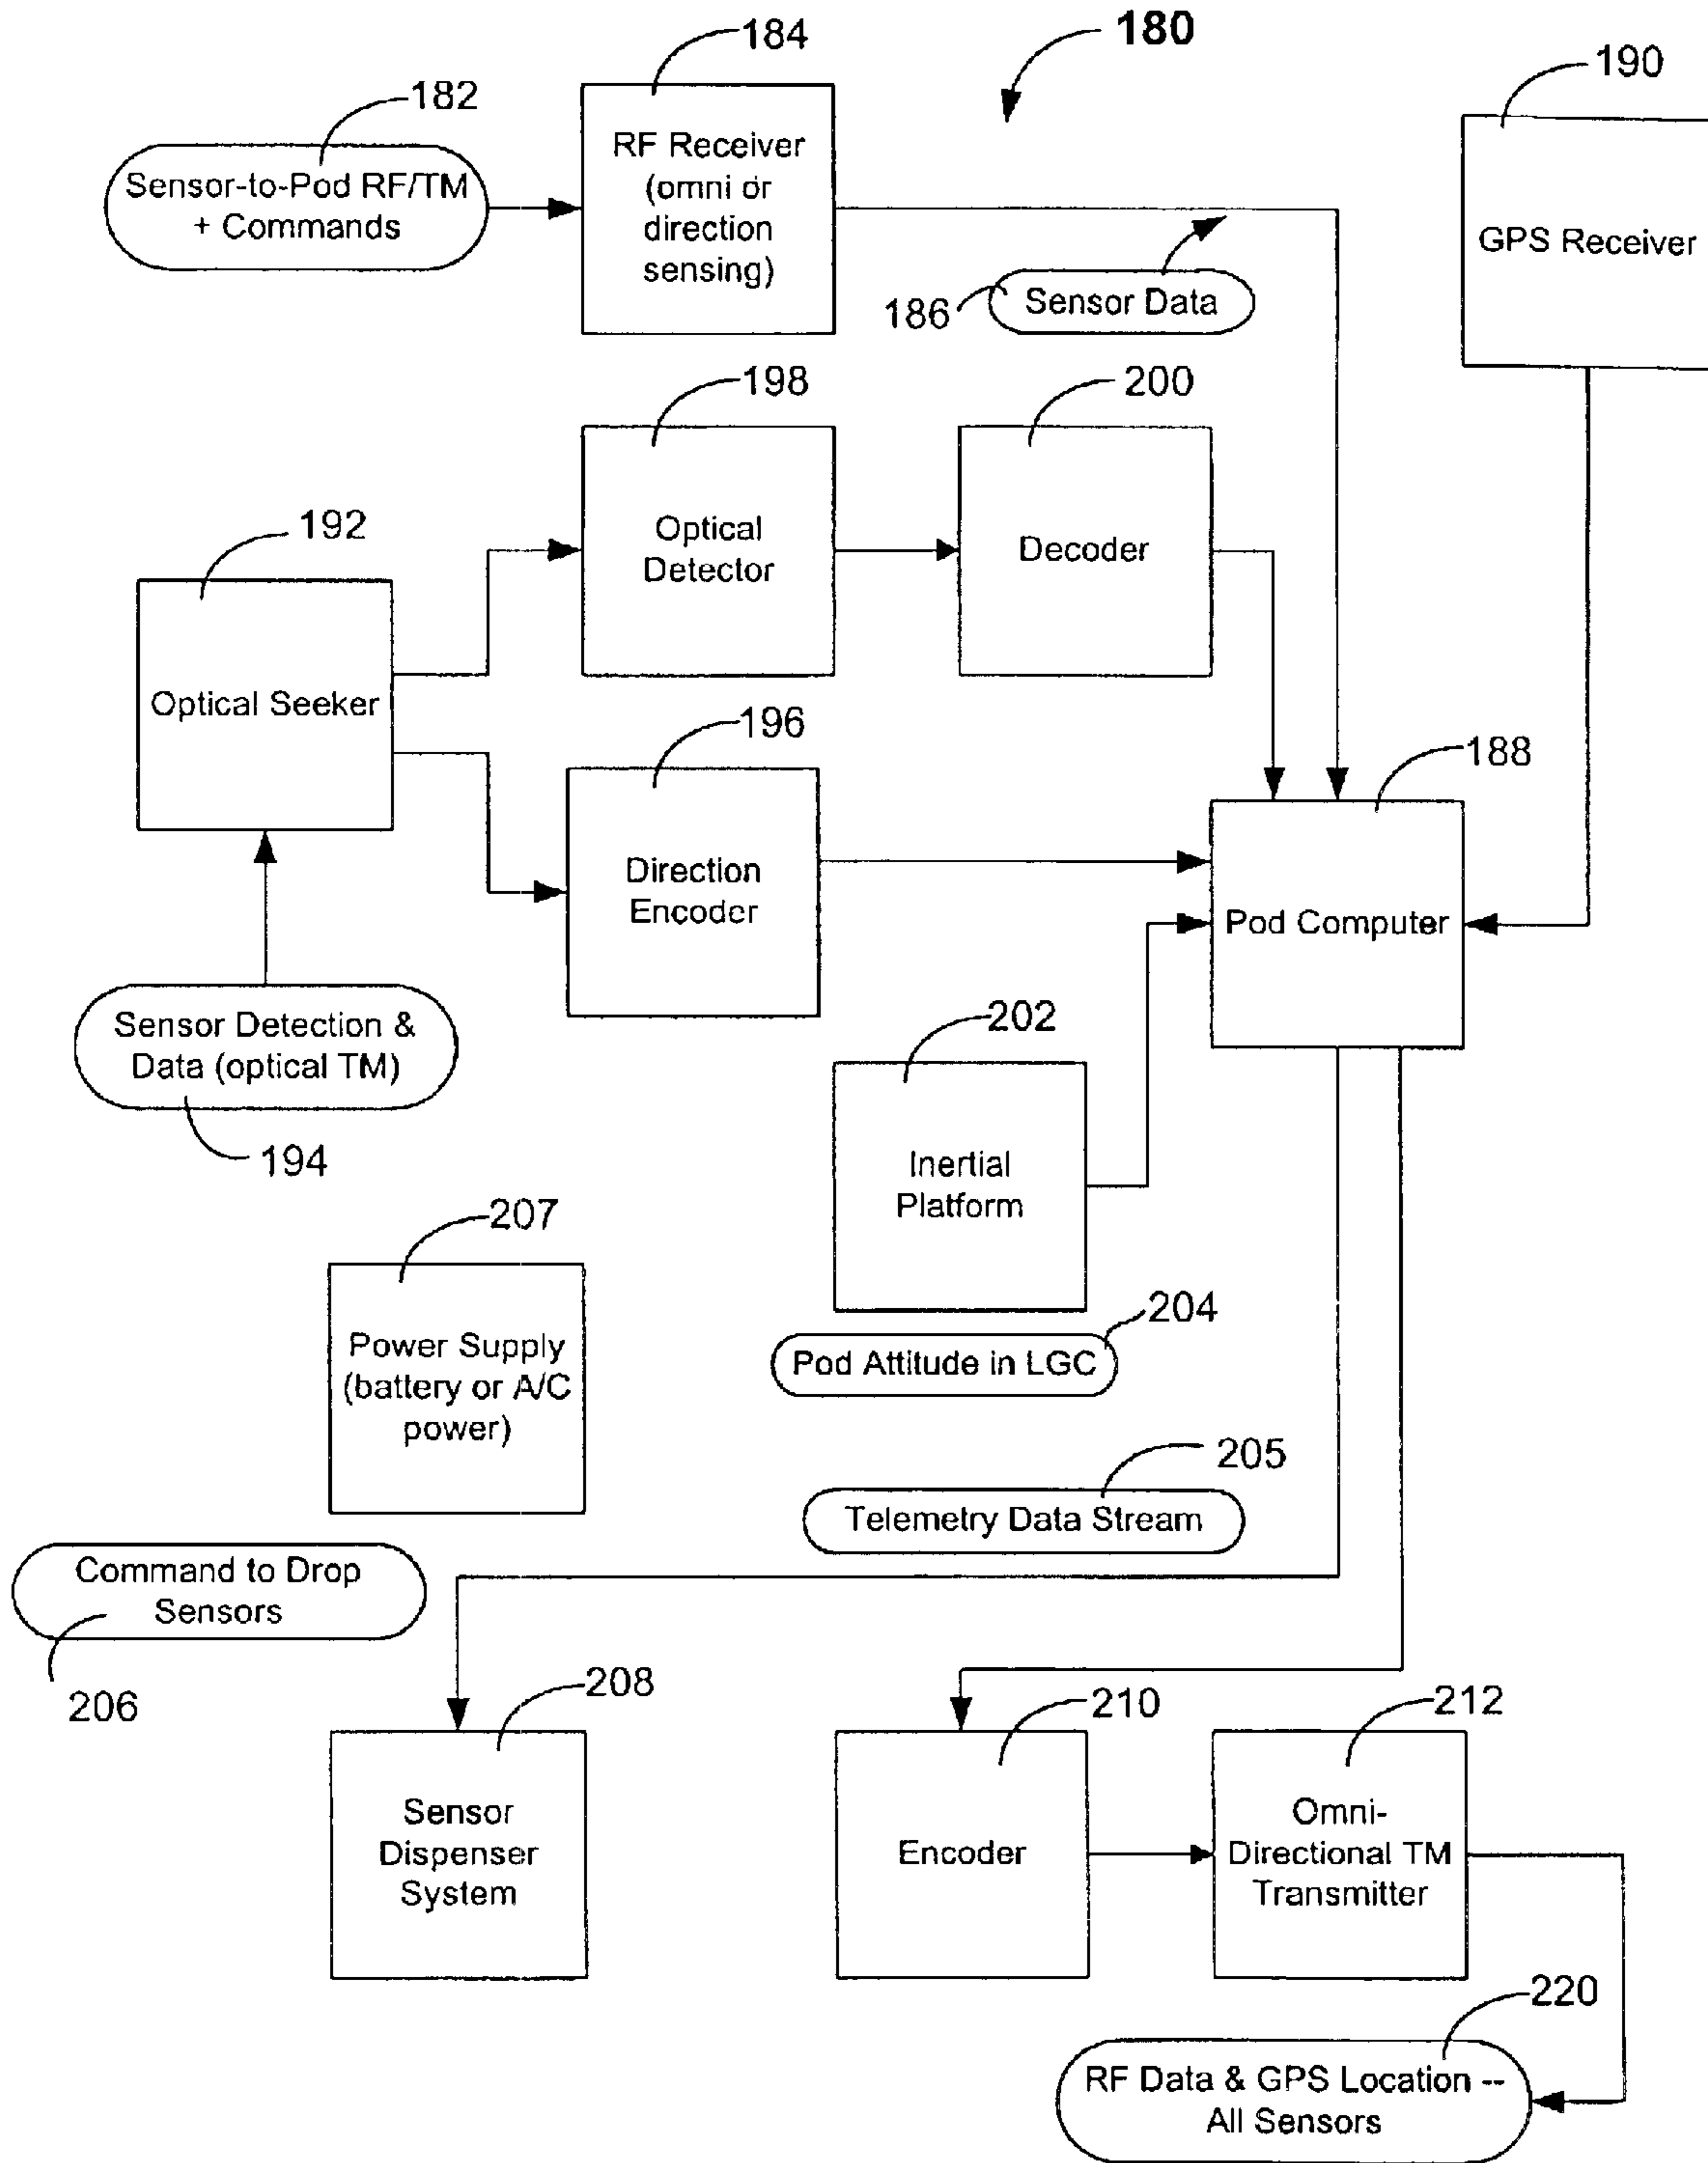 180
184
190
182
RF Receiver
(omni or
direction
sensing)
Sensor-to-Pod RF/TM
+ Commands
GPS Receiver
186
Sensor Data
198
200
192
Optical
Detector
Decoder
Optical Seeker
196
188
Direction
Encoder
Pod Computer
Sensor Detection &
Data (optical TM)
194
202
Inertial
Platform
207
204
Power Supply
(battery or A/C
power)
Pod Attitude in LGC
205
Telemetry Data Stream
Command to Drop
Sensors
206
208
210
212
Sensor
Dispenser
System
Encoder
Omni-
Directional TM
Transmitter
220
RF Data & GPS Location --
All Sensors